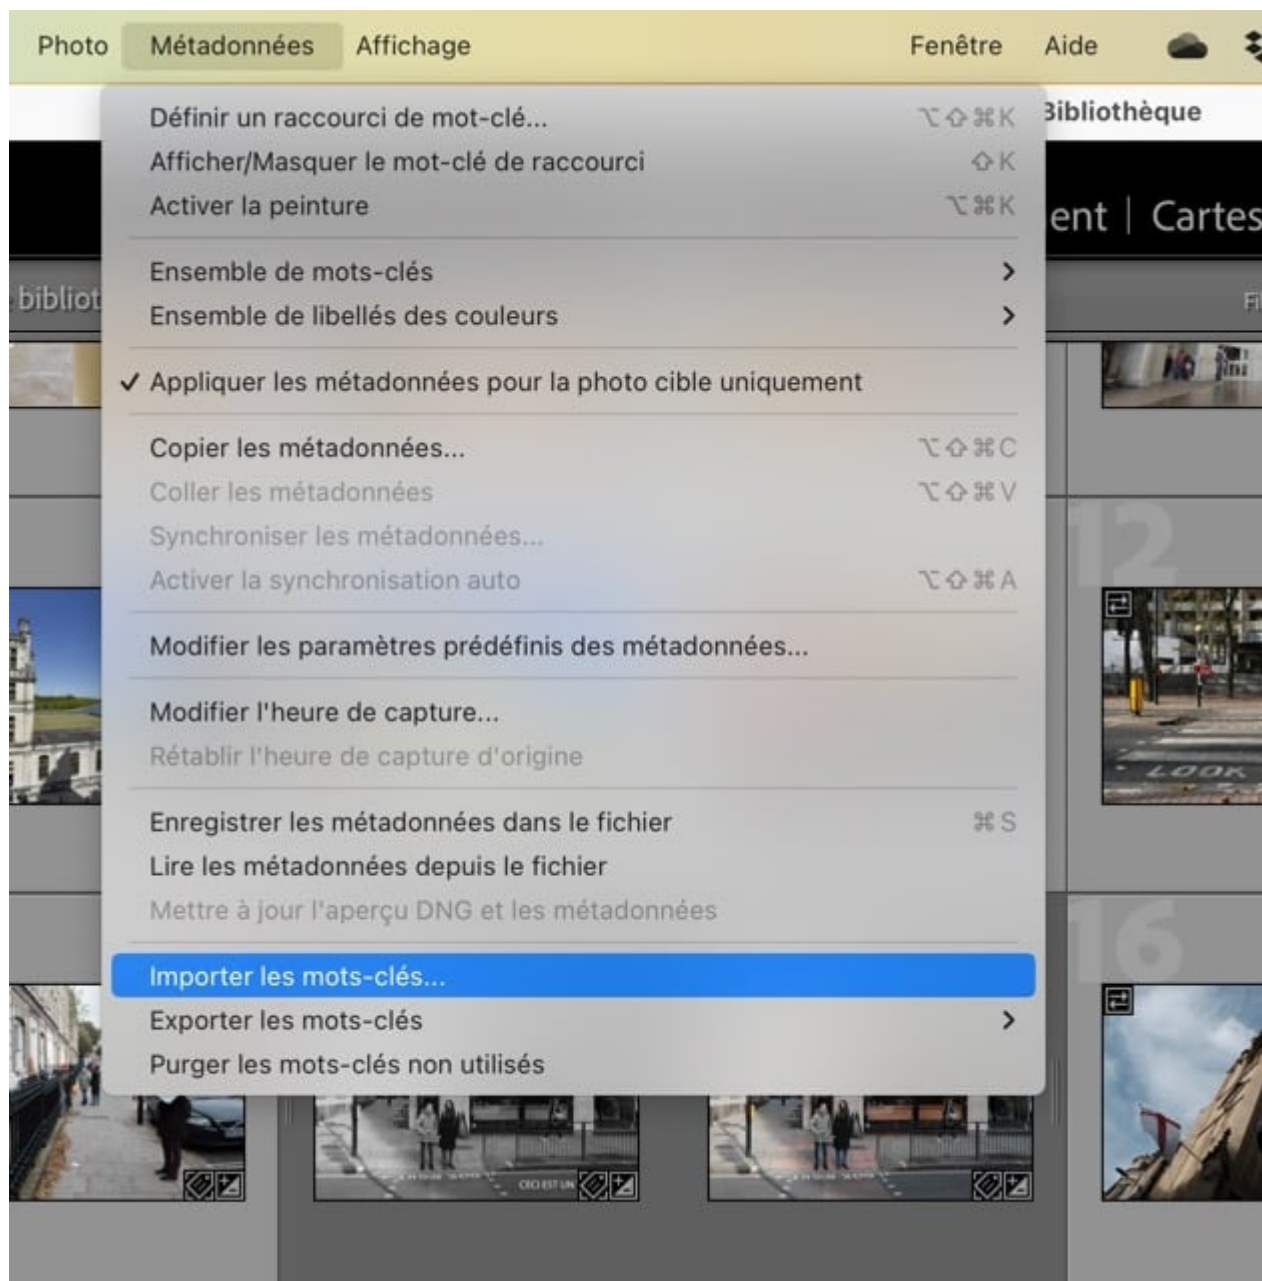 Photo Métadonnées Affichage Fenêtre Aide
Bibliothèque
Définir un raccourci de mot-clé... ⌥⇧⌘K
Afficher/Masquer le mot-clé de raccourci ⇧K
Activer la peinture ⌥⌘K
ent | Cartes
Ensemble de mots-clés
bibliot
Ensemble de libellés des couleurs
✓ Appliquer les métadonnées pour la photo cible uniquement
Copier les métadonnées... ⌥⇧⌘C
Coller les métadonnées ⌥⇧⌘V
Synchroniser les métadonnées...
12
Activer la synchronisation auto ⌥⇧⌘A
Modifier les paramètres prédéfinis des métadonnées...
Modifier l'heure de capture...
Rétablir l'heure de capture d'origine
LOOK
Enregistrer les métadonnées dans le fichier ⌘S
Lire les métadonnées depuis le fichier
Mettre à jour l'aperçu DNG et les métadonnées
16
Importer les mots-clés...
Exporter les mots-clés
Purger les mots-clés non utilisés
CECI EST UN